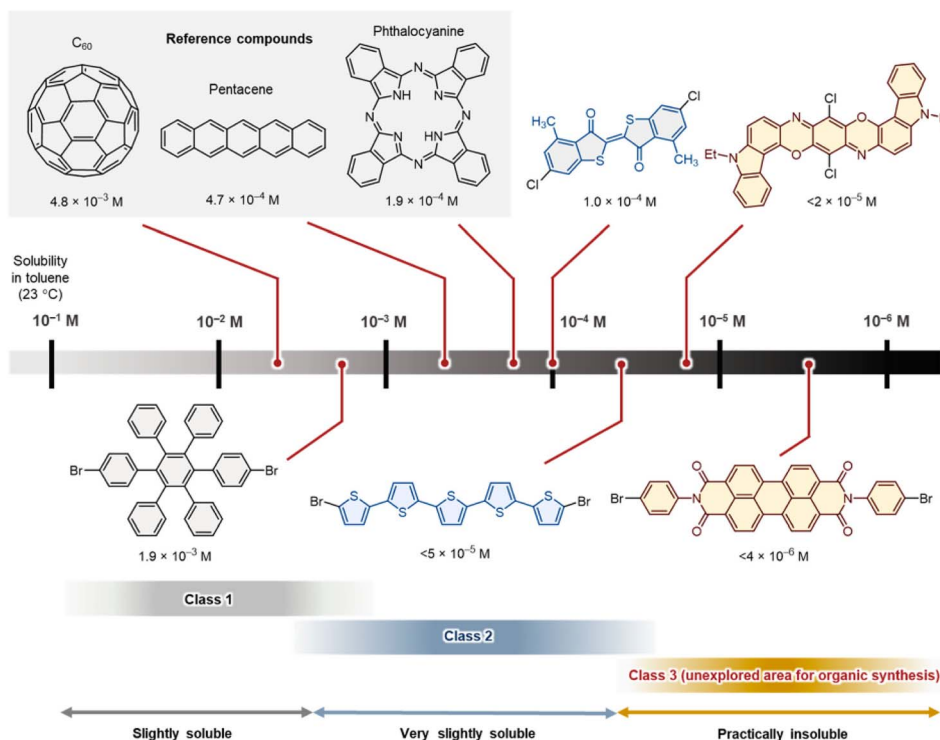 C60
Reference compounds
Phthalocyanine
Pentacene
N
N
NH
N
N
N
HN
N
4.8 × 10−3 M
4.7 × 10−4 M
1.9 × 10−4 M
H3C
O
Cl
S
S
O
CH3
Cl
1.0 × 10−4 M
Cl
N
O
N
N–Et
O
N
Cl
<2 × 10−5 M
Solubility
in toluene
(23 °C)
10−1 M
10−2 M
10−3 M
10−4 M
10−5 M
10−6 M
Br
Br
1.9 × 10−3 M
Br
S
S
S
S
S
Br
<5 × 10−5 M
Br
N
O
O
O
O
N
Br
<4 × 10−6 M
Class 1
Class 2
Class 3 (unexplored area for organic synthesis)
Slightly soluble
Very slightly soluble
Practically insoluble